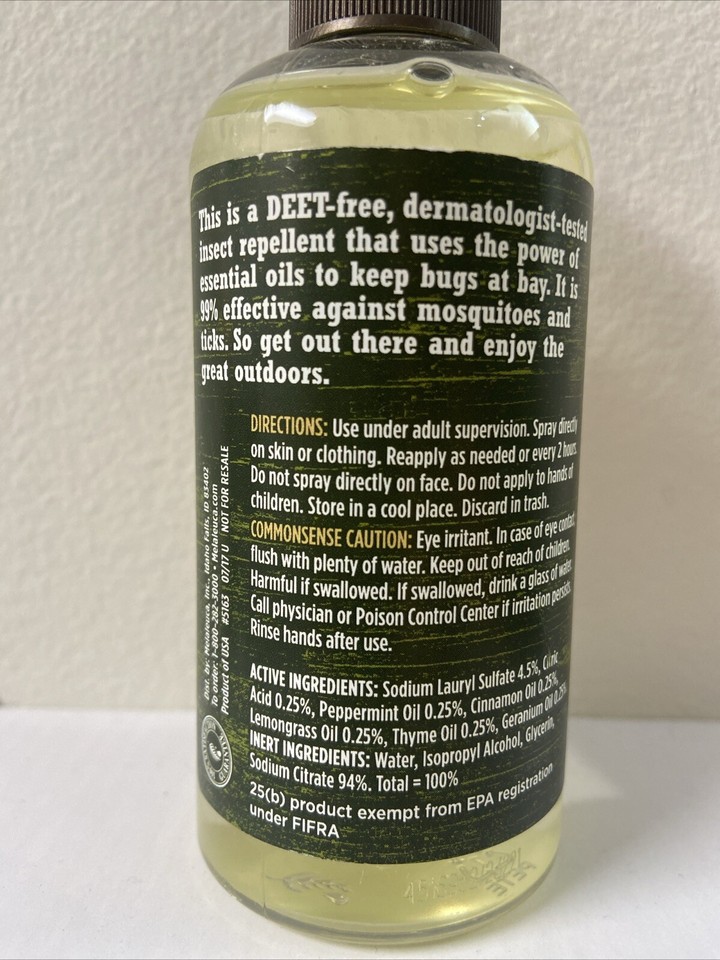 This is a DEET-free, dermatologist-tested
insect repellent that uses the power of
essential oils to keep bugs at bay. It is
99% effective against mosquitoes and
ticks. So get out there and enjoy the
great outdoors.
DIRECTIONS: Use under adult supervision. Spray directly
on skin or clothing. Reapply as needed or every 2 hours.
Do not spray directly on face. Do not apply to hands of
children. Store in a cool place. Discard in trash.
COMMONSENSE CAUTION: Eye irritant. In case of eye contact
flush with plenty of water. Keep out of reach of children.
Harmful if swallowed. If swallowed, drink a glass of water.
Call physician or Poison Control Center if irritation persists.
Rinse hands after use.
ACTIVE INGREDIENTS: Sodium Lauryl Sulfate 4.5%, Citric
Acid 0.25%, Peppermint Oil 0.25%, Cinnamon Oil 0.25%,
Lemongrass Oil 0.25%, Thyme Oil 0.25%, Geranium Oil 0.25%,
INERT INGREDIENTS: Water, Isopropyl Alcohol, Glycerin,
Sodium Citrate 94%. Total = 100%
25(b) product exempt from EPA registration
under FIFRA
Dist. by: Melaleuca, Inc., Idaho Falls, ID 83402
To order: 1-800-282-3000 • Melaleuca.com
Product of USA #5163 07/17 U NOT FOR RESALE